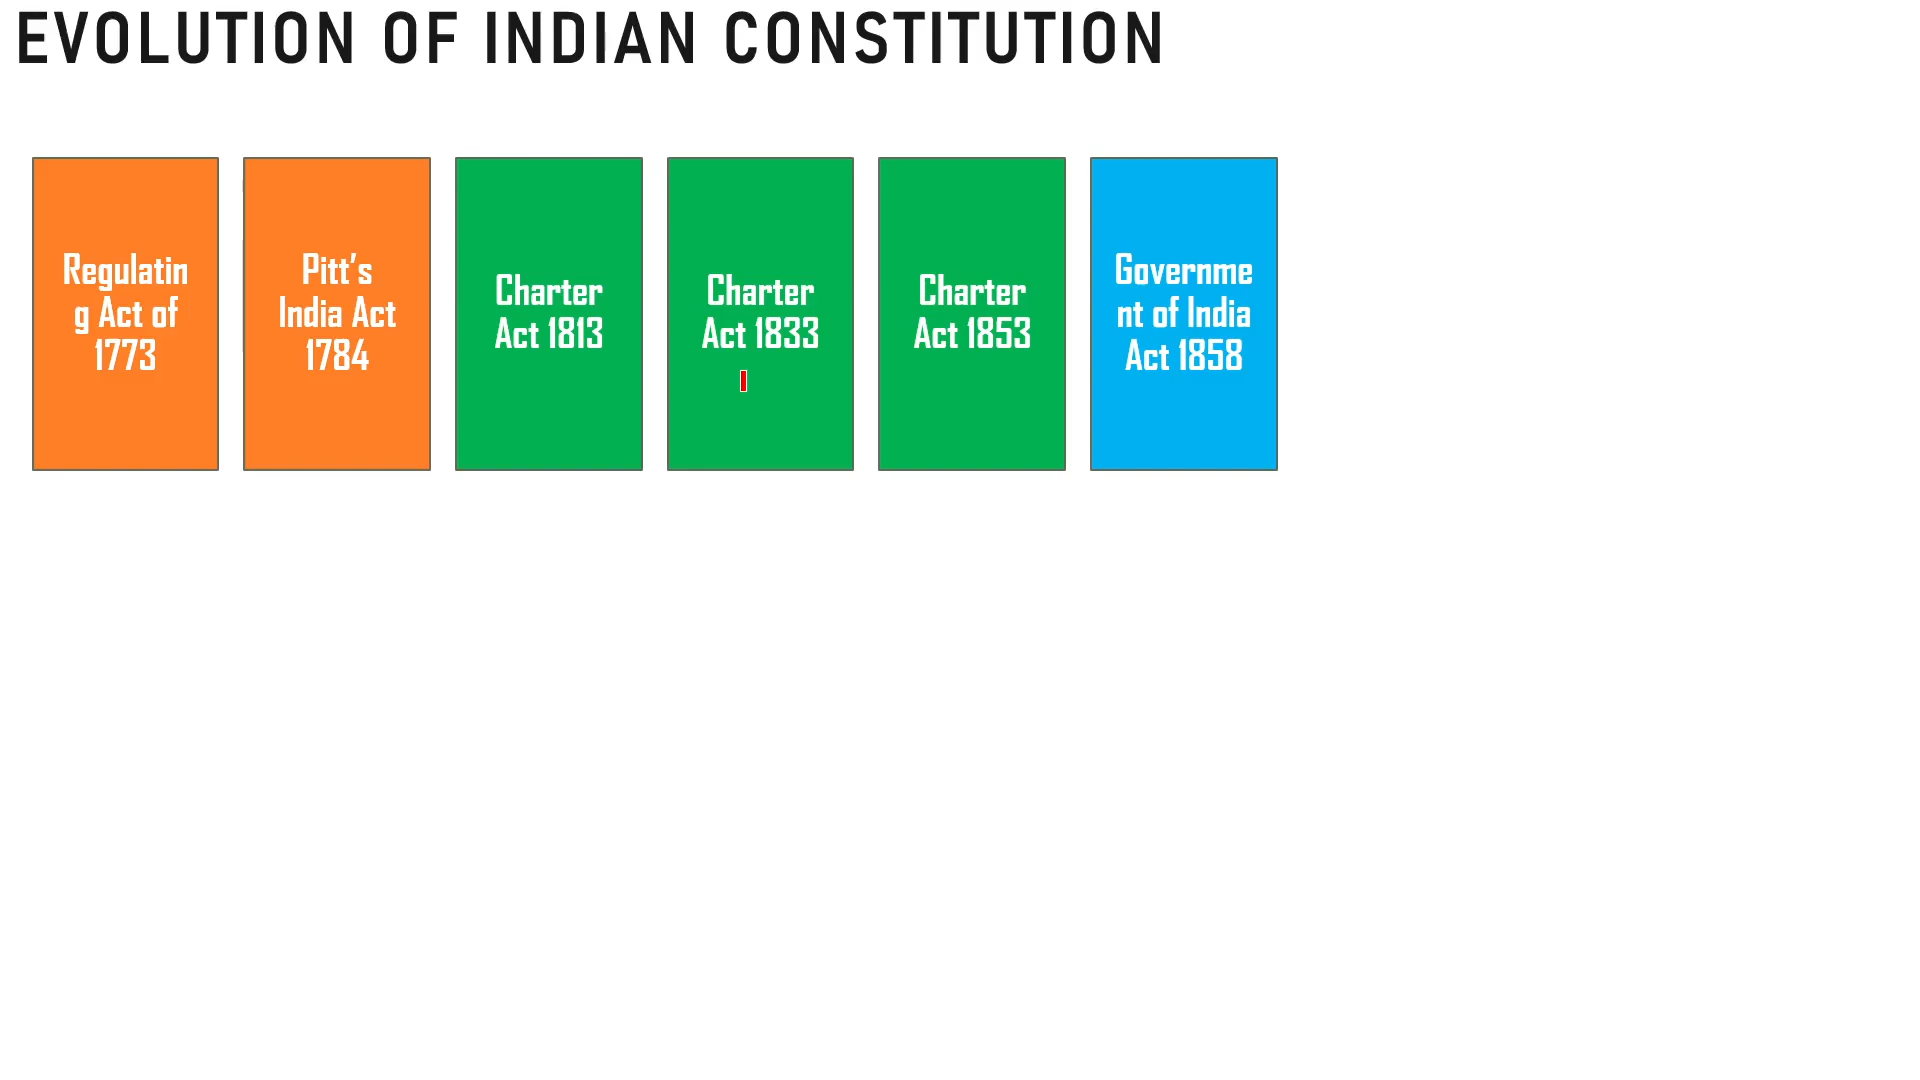 EVOLUTION OF INDIAN CONSTITUTION
Regulatin
g Act of
1773
Pitt’s
India Act
1784
Charter
Act 1813
Charter
Act 1833
Charter
Act 1853
Governme
nt of India
Act 1858